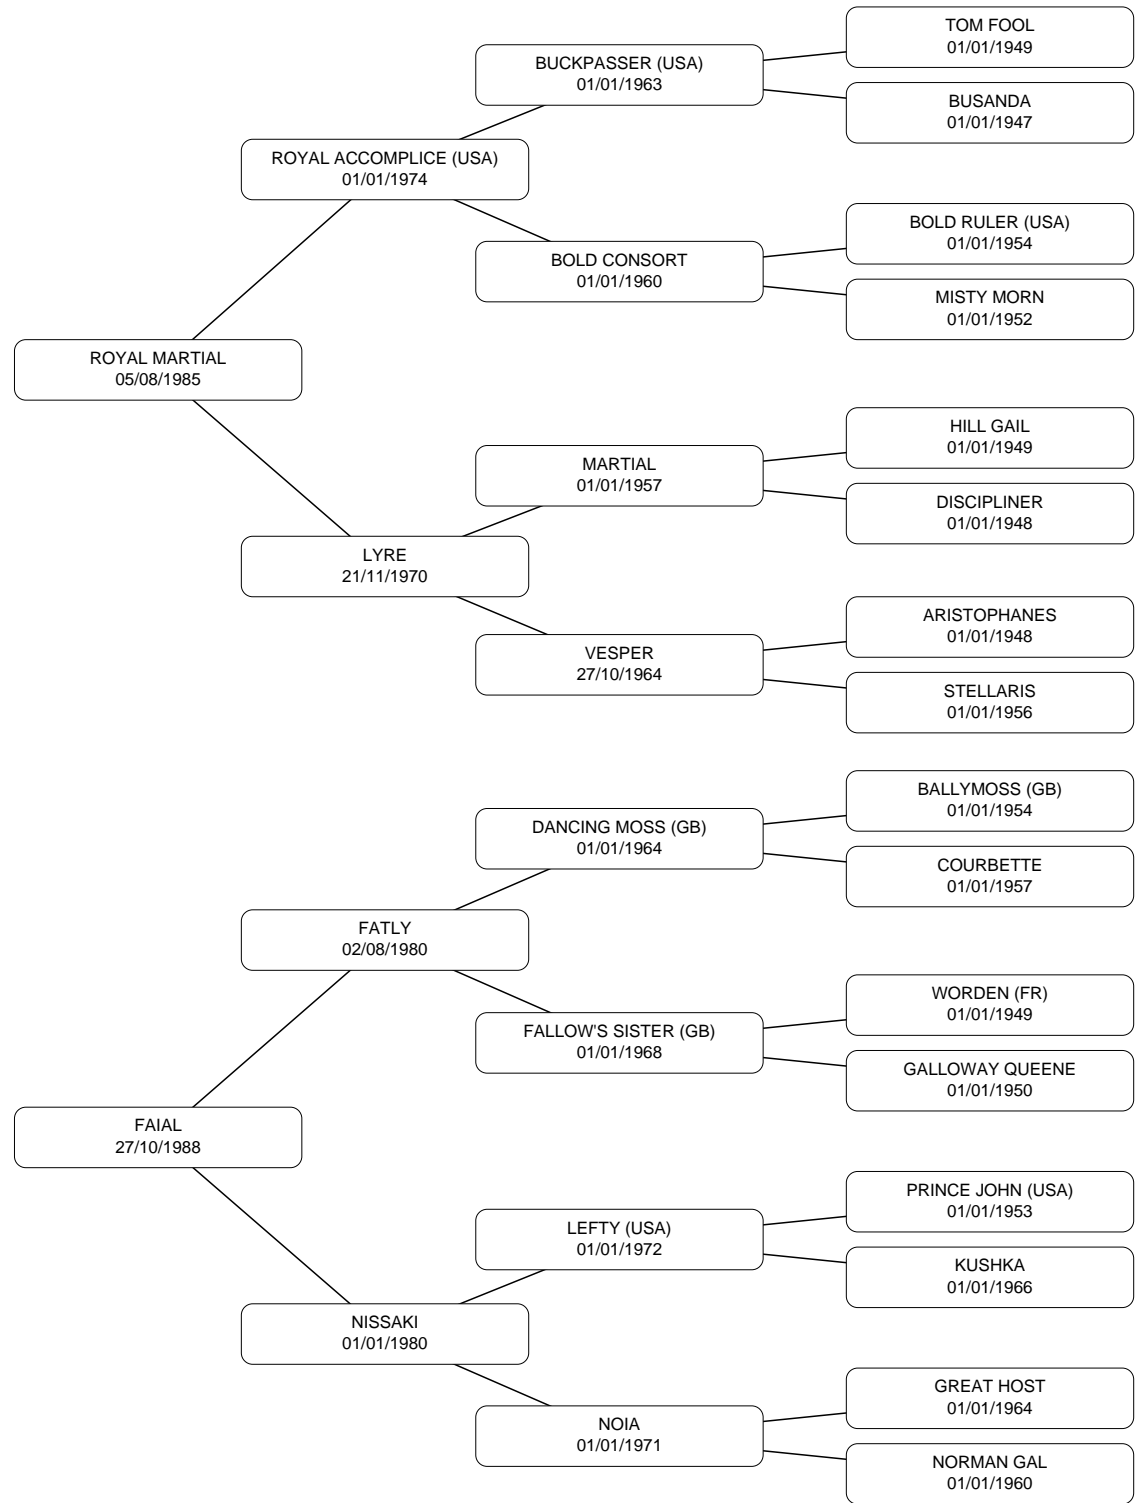 TOM FOOL
01/01/1949
BUCKPASSER (USA)
01/01/1963
BUSANDA
01/01/1947
ROYAL ACCOMPLICE (USA)
01/01/1974
BOLD RULER (USA)
01/01/1954
BOLD CONSORT
01/01/1960
MISTY MORN
01/01/1952
ROYAL MARTIAL
05/08/1985
HILL GAIL
01/01/1949
MARTIAL
01/01/1957
DISCIPLINER
01/01/1948
LYRE
21/11/1970
ARISTOPHANES
01/01/1948
VESPER
27/10/1964
STELLARIS
01/01/1956
BALLYMOSS (GB)
01/01/1954
DANCING MOSS (GB)
01/01/1964
COURBETTE
01/01/1957
FATLY
02/08/1980
WORDEN (FR)
01/01/1949
FALLOW'S SISTER (GB)
01/01/1968
GALLOWAY QUEENE
01/01/1950
FAIAL
27/10/1988
PRINCE JOHN (USA)
01/01/1953
LEFTY (USA)
01/01/1972
KUSHKA
01/01/1966
NISSAKI
01/01/1980
GREAT HOST
01/01/1964
NOIA
01/01/1971
NORMAN GAL
01/01/1960